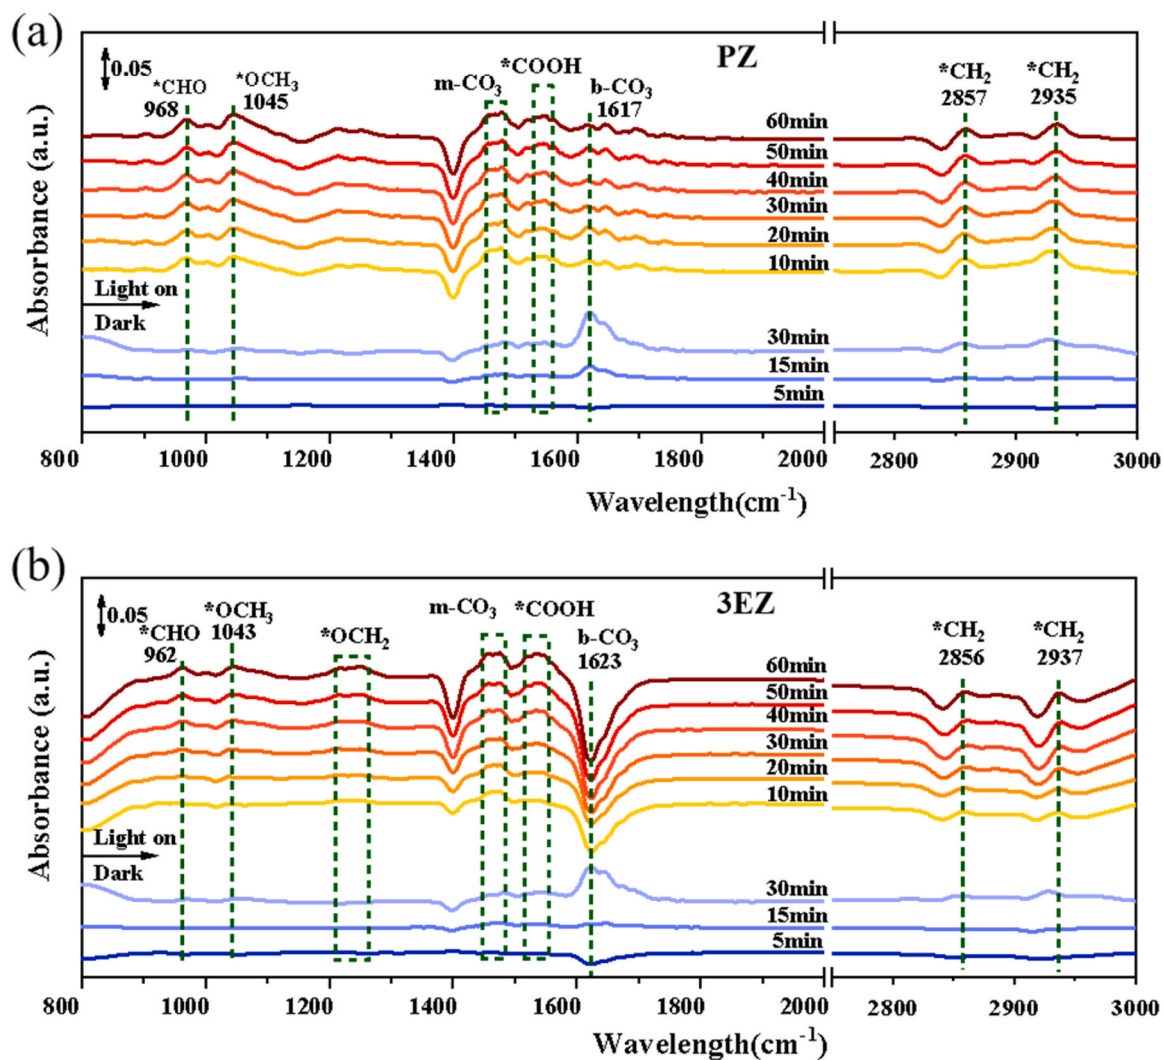 (a)
PZ
0.05
*CHO
968
*OCH₃
1045
m-CO₃
*COOH
b-CO₃
1617
*CH₂
2857
*CH₂
2935
60min
50min
40min
30min
20min
10min
Light on
Dark
30min
15min
5min
Absorbance (a.u.)
800 1000 1200 1400 1600 1800 2000 2800 2900 3000
Wavelength(cm⁻¹)
(b)
3EZ
0.05
*CHO
962
*OCH₃
1043
*OCH₂
m-CO₃
*COOH
b-CO₃
1623
*CH₂
2856
*CH₂
2937
60min
50min
40min
30min
20min
10min
Light on
Dark
30min
15min
5min
Absorbance (a.u.)
800 1000 1200 1400 1600 1800 2000 2800 2900 3000
Wavelength(cm⁻¹)